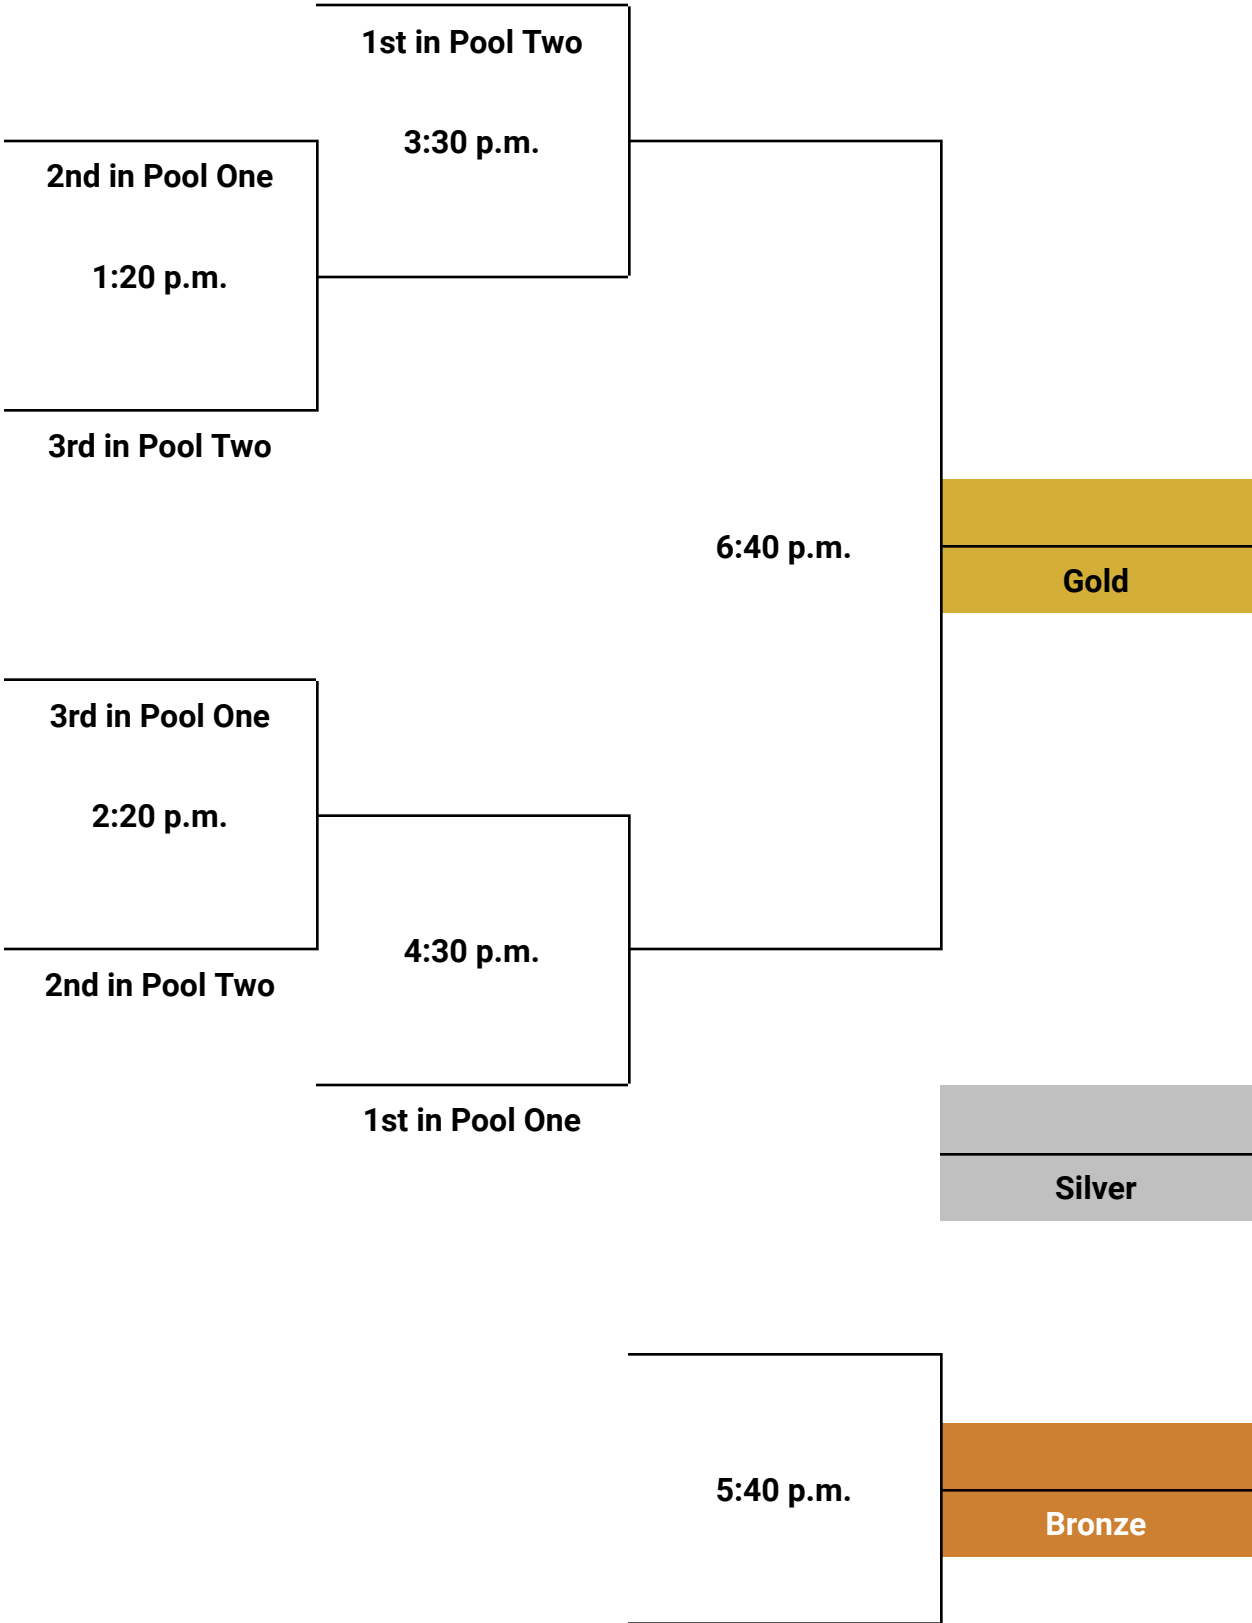 1st in Pool Two
3:30 p.m.
2nd in Pool One
1:20 p.m.
3rd in Pool Two
6:40 p.m.
Gold
3rd in Pool One
2:20 p.m.
4:30 p.m.
2nd in Pool Two
1st in Pool One
Silver
5:40 p.m.
Bronze